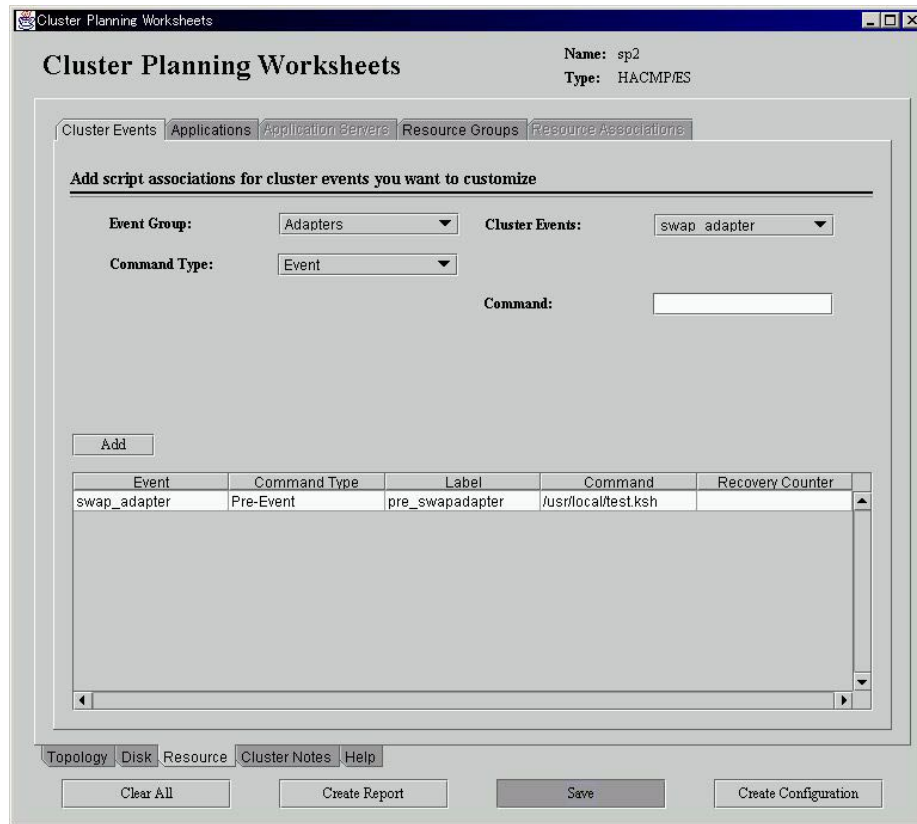 Cluster Planning Worksheets
Cluster Planning Worksheets
Name: sp2
Type: HACMP/ES
Cluster Events Applications Application Servers Resource Groups Resource Associations
Add script associations for cluster events you want to customize
Event Group: Adapters Cluster Events: swap_adapter
Command Type: Event
Command:
Add
Event Command Type Label Command Recovery Counter
swap_adapter Pre-Event pre_swapadapter /usr/local/test.ksh
Topology Disk Resource Cluster Notes Help
Clear All Create Report Save Create Configuration